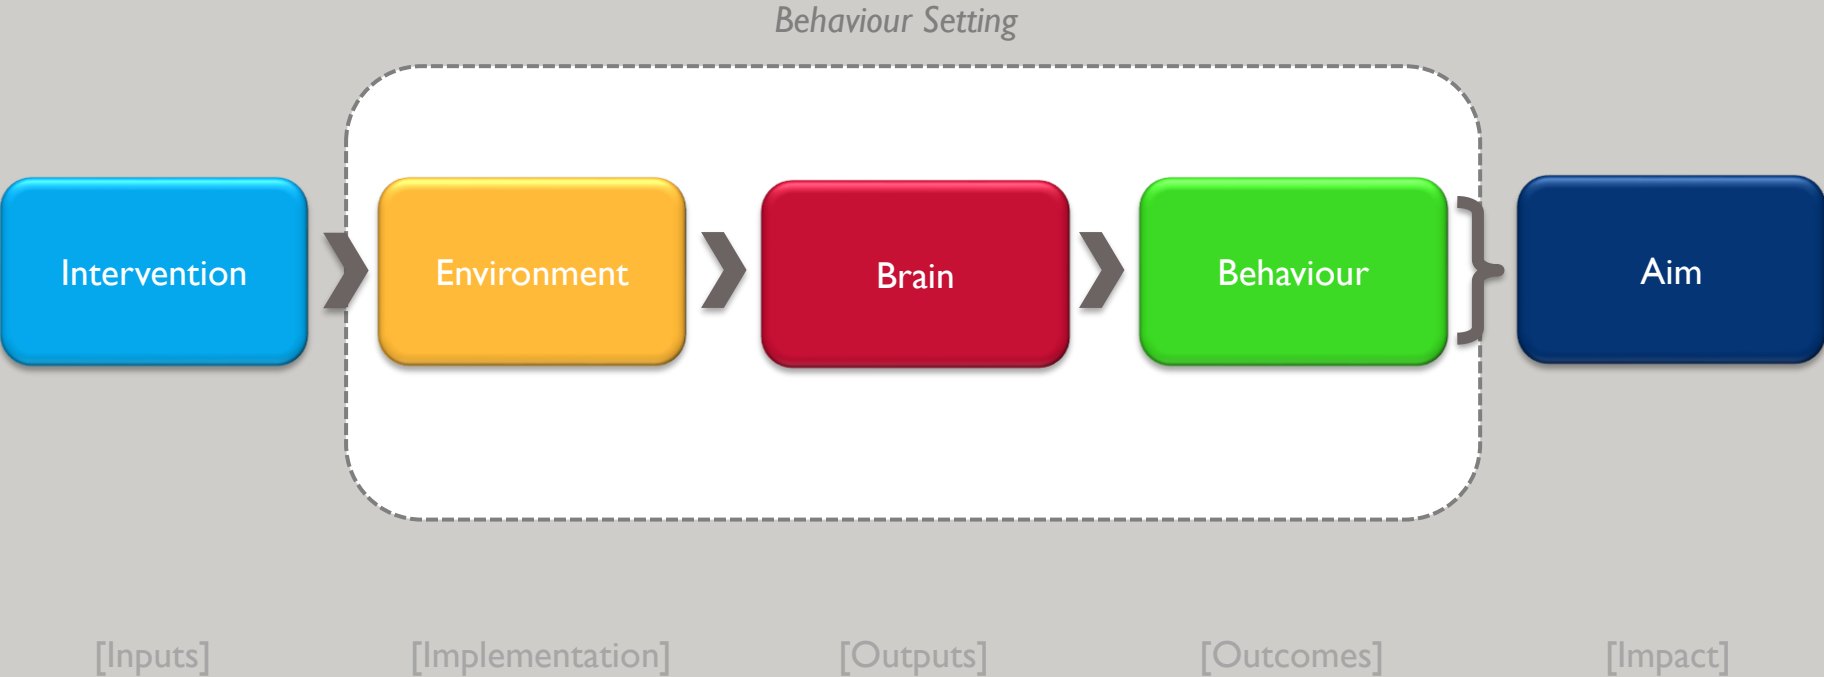 Behaviour Setting
Intervention
Environment
Brain
Behaviour
Aim
[Inputs]
[Implementation]
[Outputs]
[Outcomes]
[Impact]